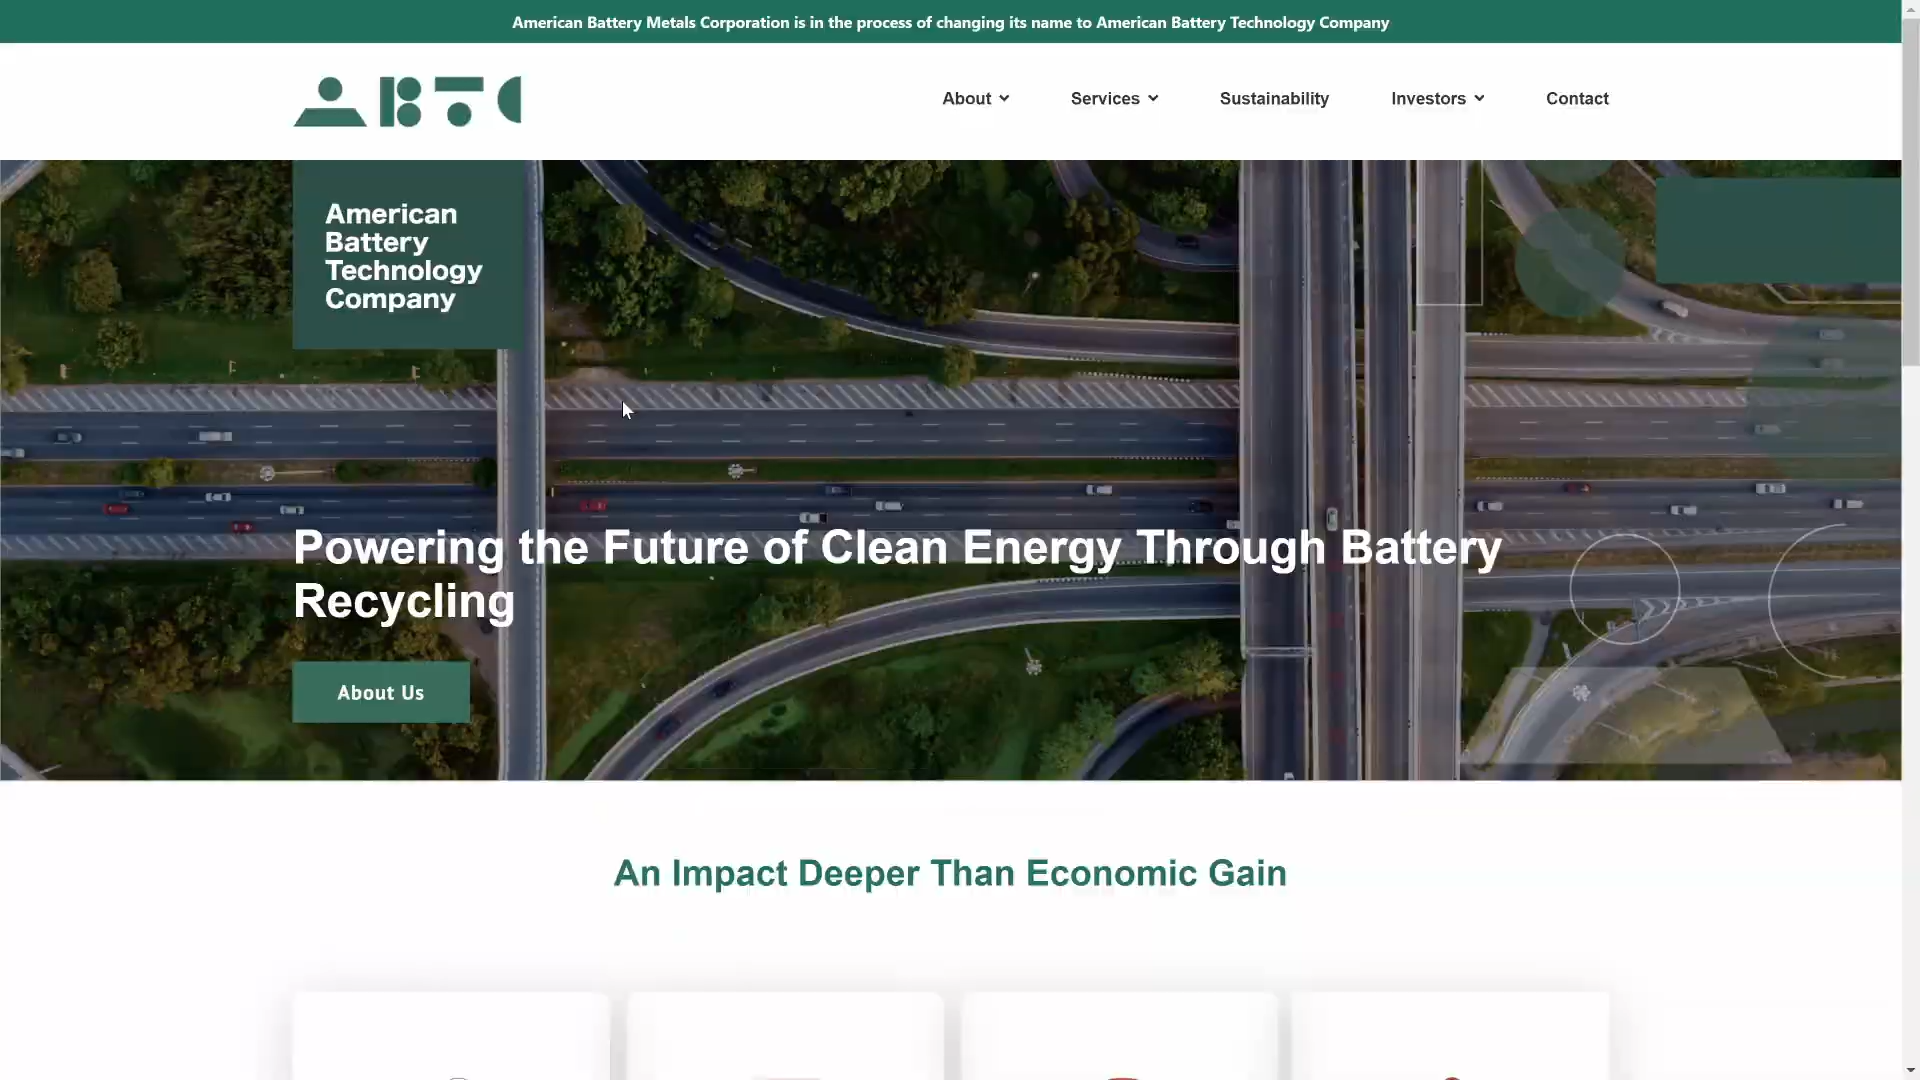 American Battery Metals Corporation is in the process of changing its name to American Battery Technology Company
ABTC
About
Services
Sustainability
Investors
Contact
American
Battery
Technology
Company
Powering the Future of Clean Energy Through Battery
Recycling
About Us
An Impact Deeper Than Economic Gain